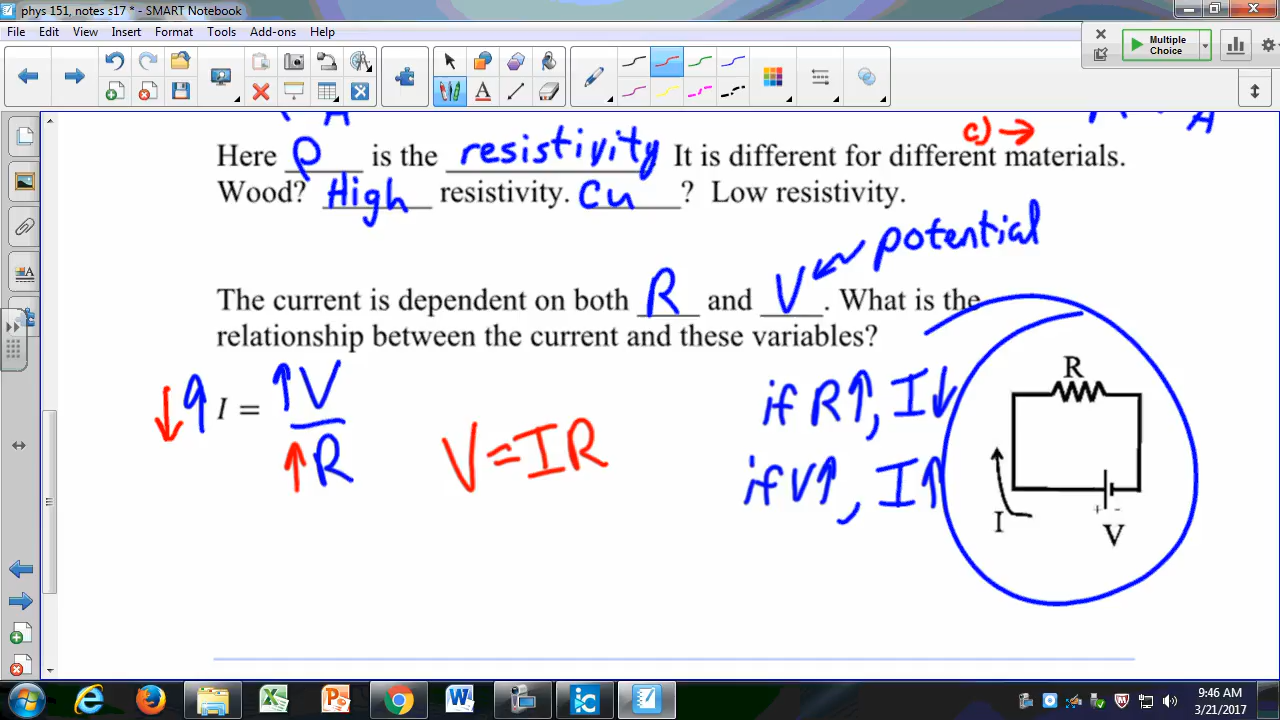 phys 151, notes s17 * - SMART Notebook
File Edit View Insert Format Tools Add-ons Help
Multiple Choice
A
c) → A
Here ρ is the resistivity It is different for different materials.
Wood? High resistivity. Cu ? Low resistivity.
potential
The current is dependent on both R and V. What is the
relationship between the current and these variables?
↓ ↑ I = ↑V / ↑R
V = IR
if R↑, I↓
if V↑, I↑
R
I
+ -
V
9:46 AM
3/21/2017